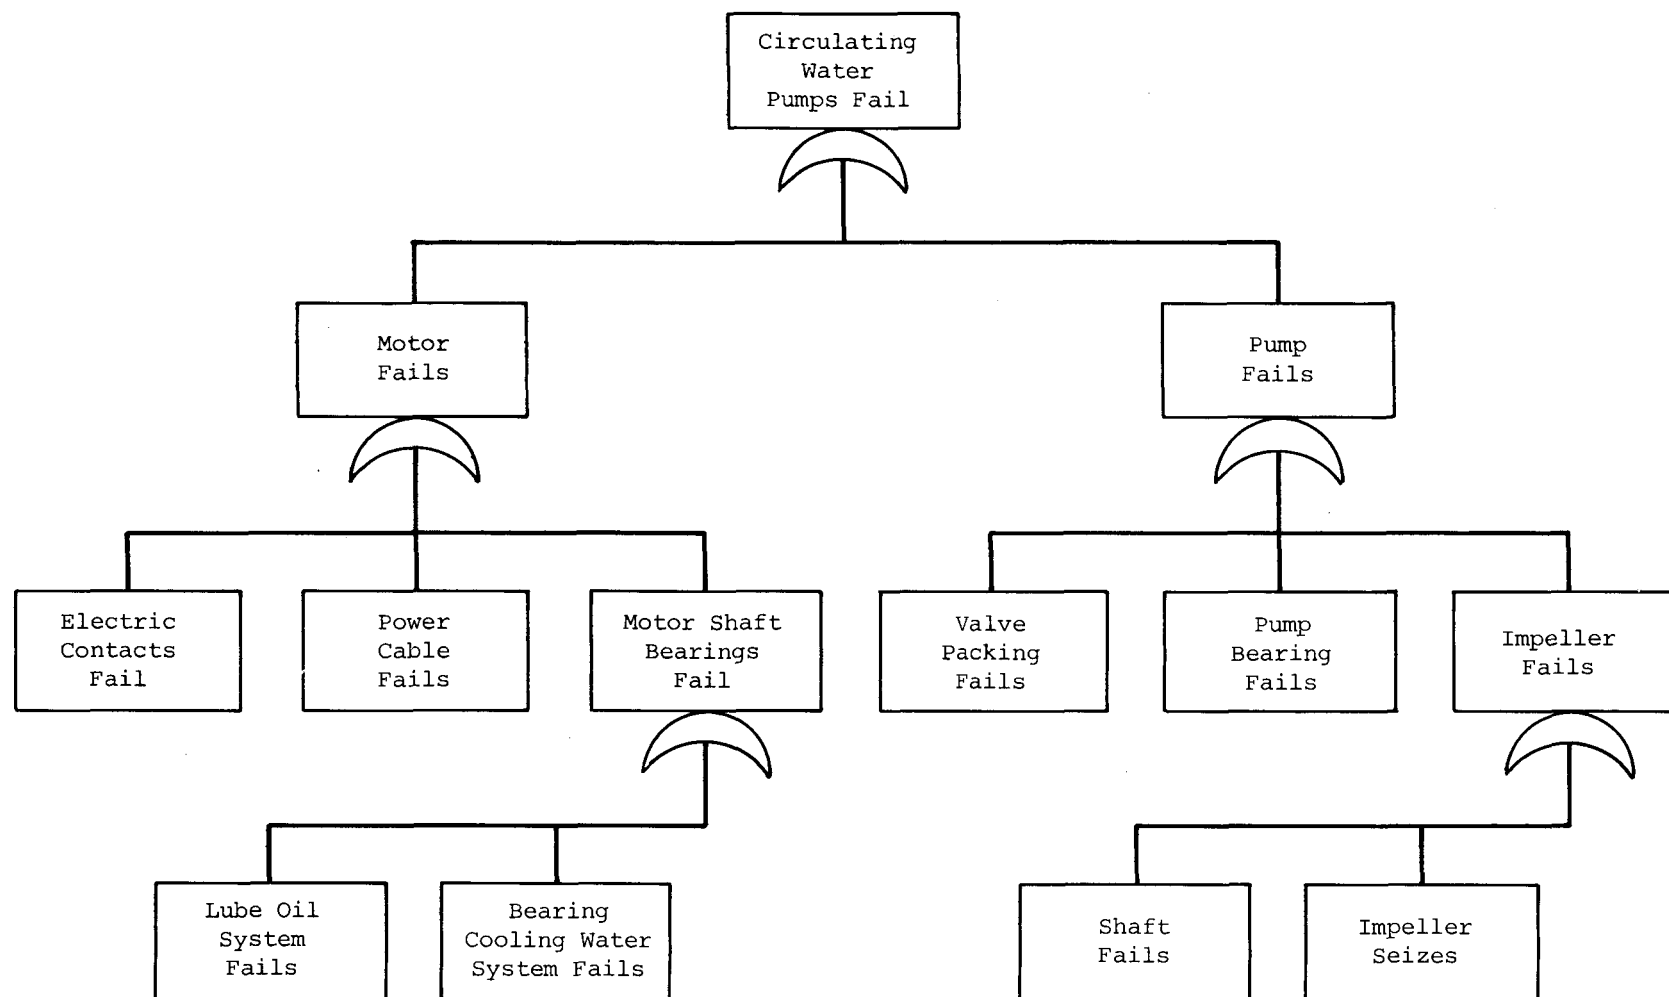 Circulating
Water
Pumps Fail
Motor
Fails
Pump
Fails
Electric
Contacts
Fail
Power
Cable
Fails
Motor Shaft
Bearings
Fail
Valve
Packing
Fails
Pump
Bearing
Fails
Impeller
Fails
Lube Oil
System
Fails
Bearing
Cooling Water
System Fails
Shaft
Fails
Impeller
Seizes